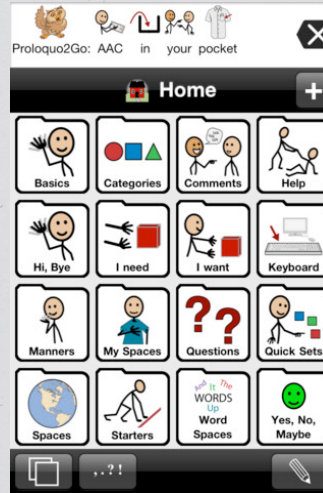 Proloquo2Go: AAC in your pocket
Home
Basics Categories Comments Help
Hi, Bye I need I want Keyboard
Manners My Spaces Questions Quick Sets
And It The
WORDS
Up
Spaces Starters Word Spaces Yes, No, Maybe
, . ? !